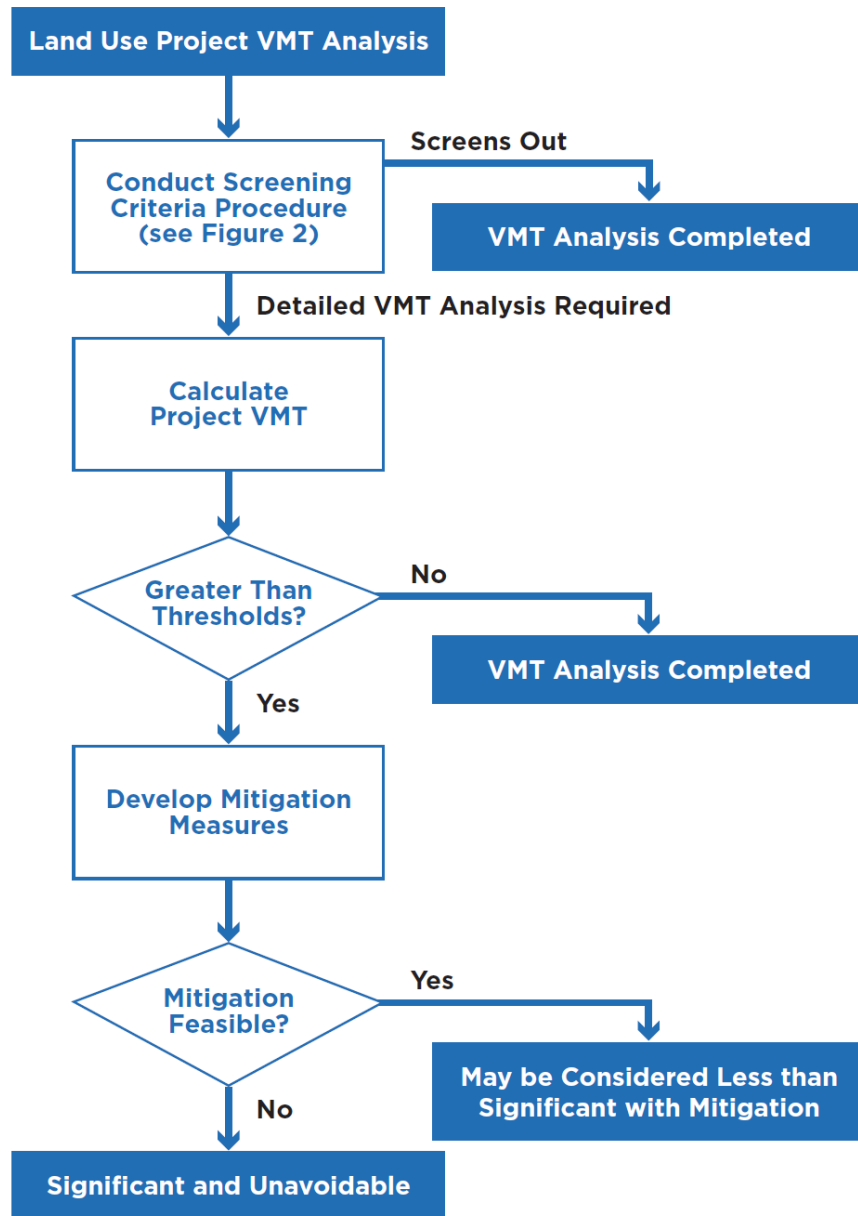 Land Use Project VMT Analysis
Screens Out
Conduct Screening
Criteria Procedure
(see Figure 2)
VMT Analysis Completed
Detailed VMT Analysis Required
Calculate
Project VMT
No
Greater Than
Thresholds?
VMT Analysis Completed
Yes
Develop Mitigation
Measures
Yes
Mitigation
Feasible?
May be Considered Less than
Significant with Mitigation
No
Significant and Unavoidable